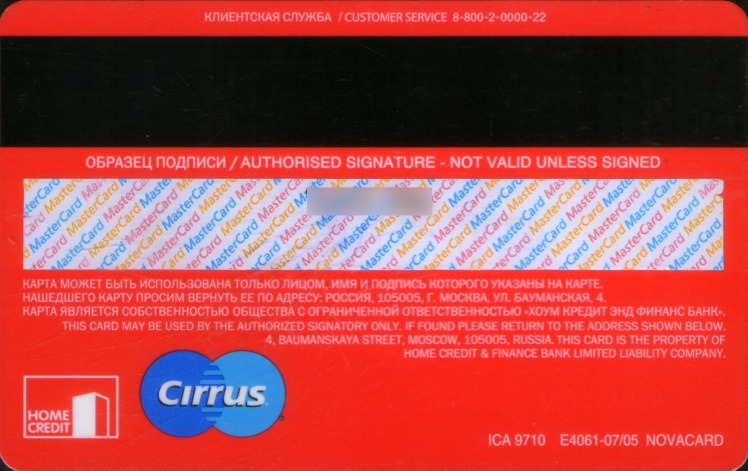 КЛИЕНТСКАЯ СЛУЖБА / CUSTOMER SERVICE 8-800-2-0000-22
ОБРАЗЕЦ ПОДПИСИ / AUTHORISED SIGNATURE - NOT VALID UNLESS SIGNED
MasterCard MasterCard MasterCard MasterCard MasterCard
КАРТА МОЖЕТ БЫТЬ ИСПОЛЬЗОВАНА ТОЛЬКО ЛИЦОМ, ИМЯ И ПОДПИСЬ КОТОРОГО УКАЗАНЫ НА КАРТЕ.
НАШЕДШЕГО КАРТУ ПРОСИМ ВЕРНУТЬ ЕЕ ПО АДРЕСУ: РОССИЯ, 105005, Г. МОСКВА, УЛ. БАУМАНСКАЯ, 4.
КАРТА ЯВЛЯЕТСЯ СОБСТВЕННОСТЬЮ ОБЩЕСТВА С ОГРАНИЧЕННОЙ ОТВЕТСТВЕННОСТЬЮ «ХОУМ КРЕДИТ ЭНД ФИНАНС БАНК».
THIS CARD MAY BE USED BY THE AUTHORIZED SIGNATORY ONLY. IF FOUND PLEASE RETURN TO THE ADDRESS SHOWN BELOW.
4, BAUMANSKAYA STREET, MOSCOW, 105005, RUSSIA. THIS CARD IS THE PROPERTY OF
HOME CREDIT & FINANCE BANK LIMITED LIABILITY COMPANY.
Cirrus
HOME
CREDIT
ICA 9710 E4061-07/05 NOVACARD